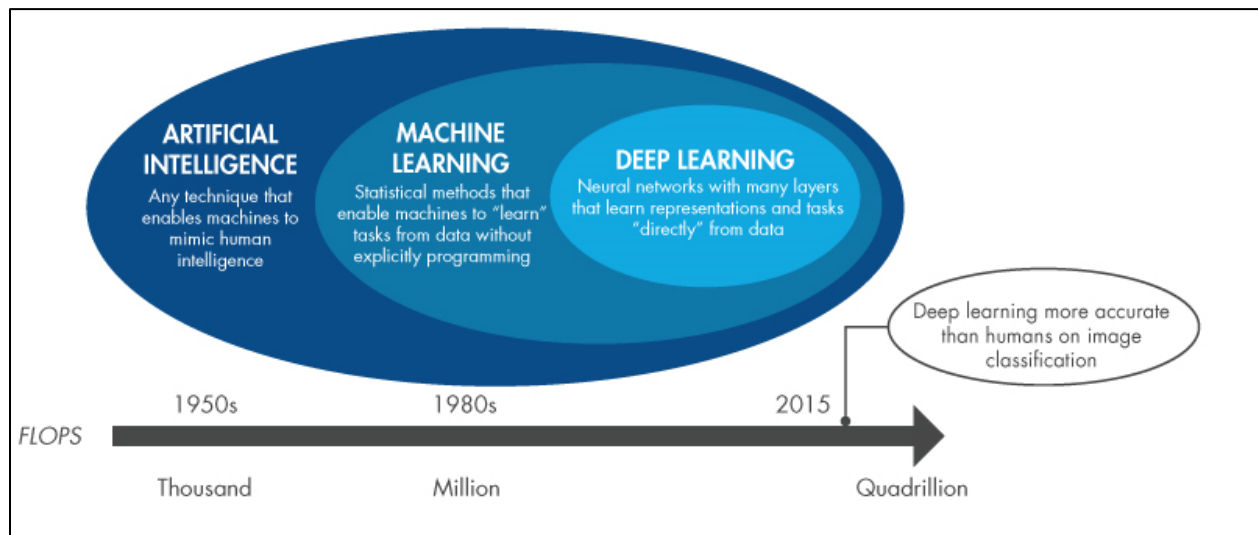 ARTIFICIAL
INTELLIGENCE
Any technique that
enables machines to
mimic human
intelligence
MACHINE
LEARNING
Statistical methods that
enable machines to “learn”
tasks from data without
explicitly programming
DEEP LEARNING
Neural networks with many layers
that learn representations and tasks
“directly” from data
Deep learning more accurate
than humans on image
classification
1950s
1980s
2015
FLOPS
Thousand
Million
Quadrillion